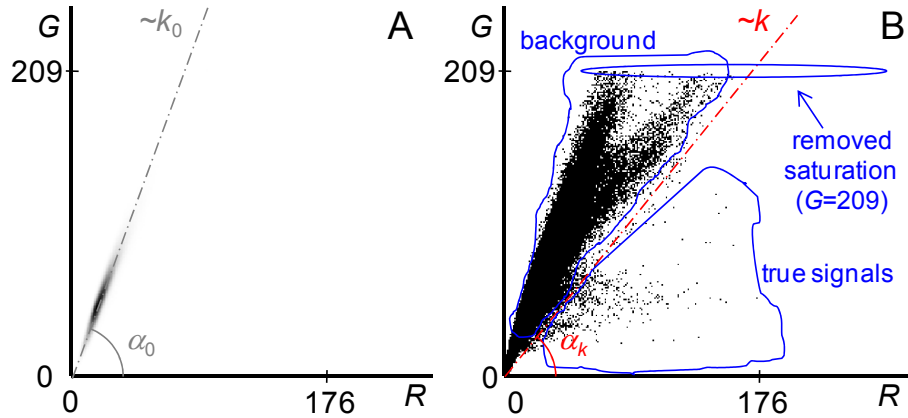 G
~k₀
A
209
α₀
0
0
176
R
G
background
~k
B
209
removed
saturation
(G=209)
true signals
αₖ
0
0
176
R